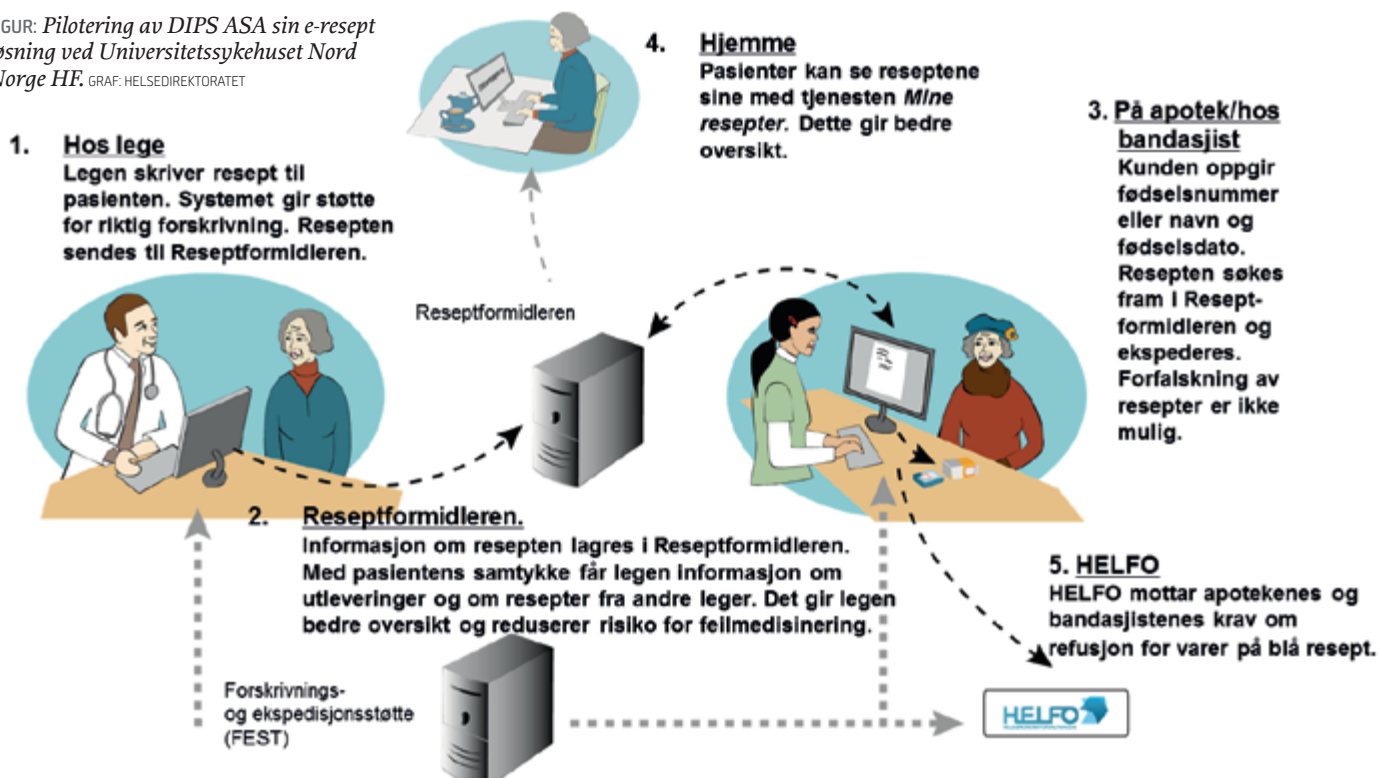 GUR: Pilotering av DIPS ASA sin e-resept
øsning ved Universitetssykehuset Nord
Norge HF. GRAF: HELSEDIREKTORATET
1. Hos lege
Legen skriver resept til
pasienten. Systemet gir støtte
for riktig forskrivning. Resepten
sendes til Reseptformidleren.
4. Hjemme
Pasienter kan se reseptene
sine med tjenesten Mine
resepter. Dette gir bedre
oversikt.
3. På apotek/hos
bandasjist
Kunden oppgir
fødselsnummer
eller navn og
fødselsdato.
Resepten søkes
fram i Resept-
formidleren og
ekspederes.
Forfalskning av
resepter er ikke
mulig.
Reseptformidleren
2. Reseptformidleren.
Informasjon om resepten lagres i Reseptformidleren.
Med pasientens samtykke får legen informasjon om
utleveringer og om resepter fra andre leger. Det gir legen
bedre oversikt og reduserer risiko for feilmedisinering.
5. HELFO
HELFO mottar apotekenes og
bandasjistenes krav om
refusjon for varer på blå resept.
Forskrivnings-
og ekspedisjonsstøtte
(FEST)
HELFO